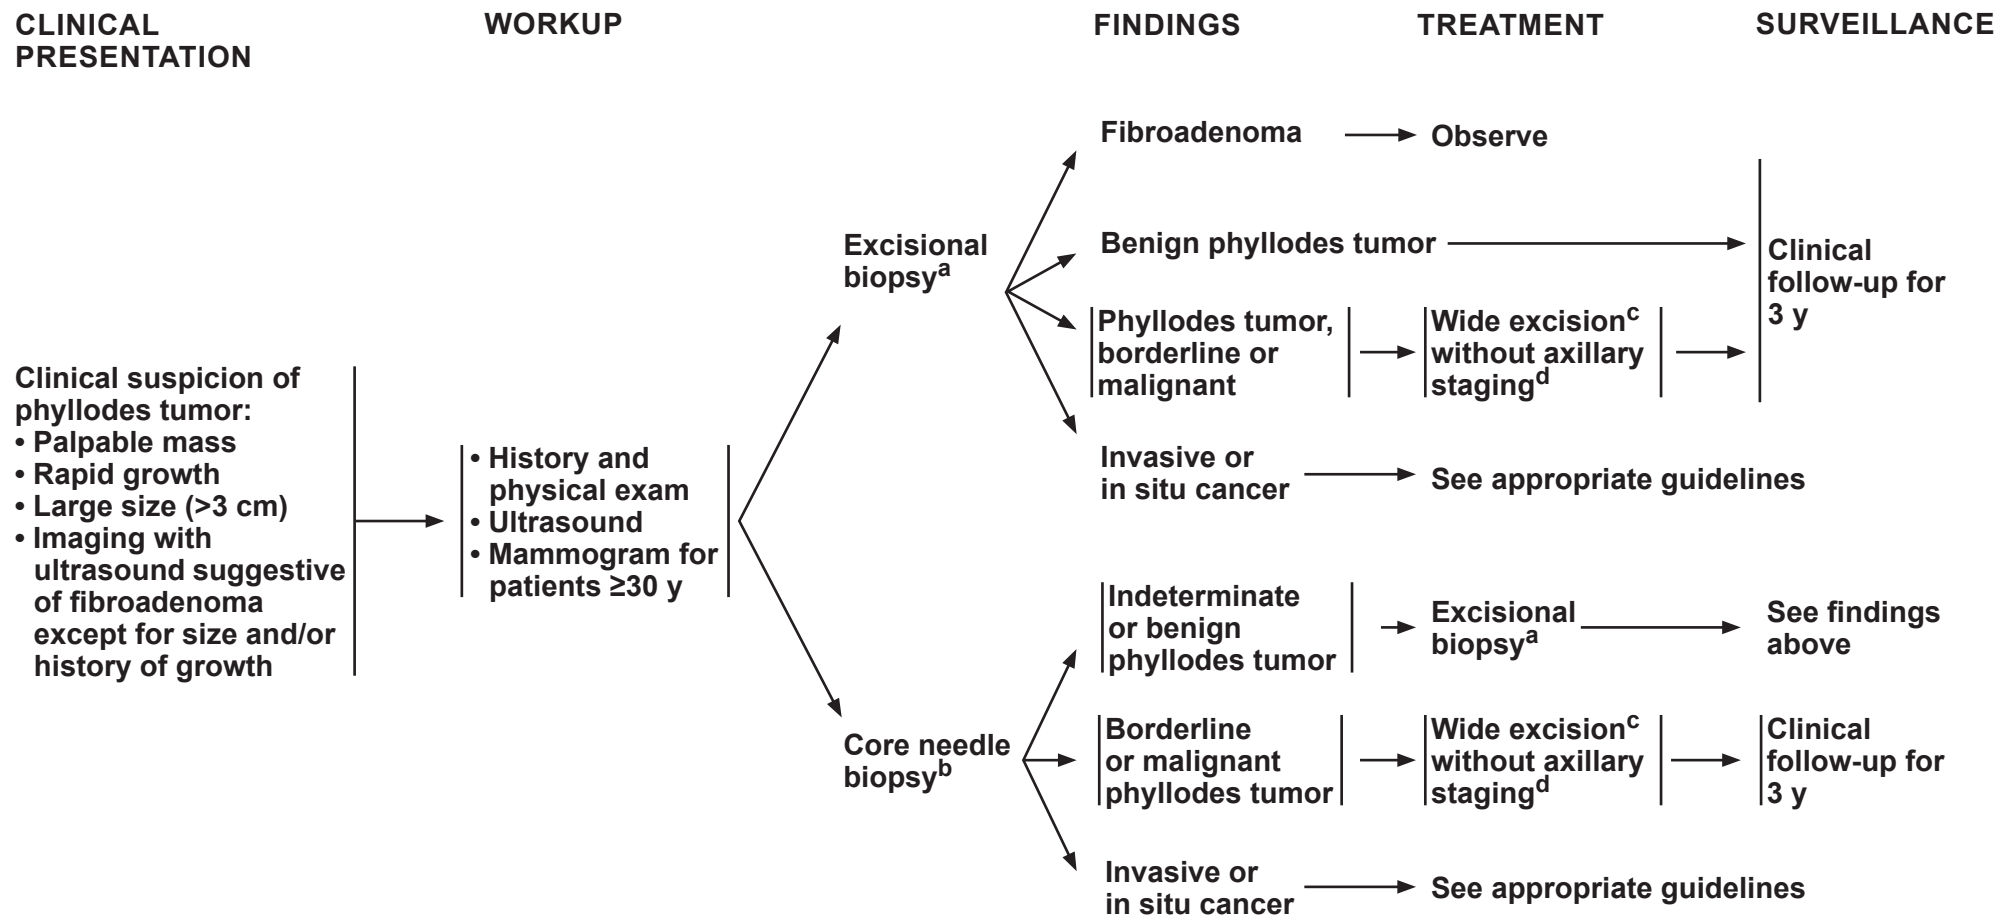 CLINICAL
PRESENTATION
WORKUP
FINDINGS
TREATMENT
SURVEILLANCE
Clinical suspicion of
phyllodes tumor:
• Palpable mass
• Rapid growth
• Large size (>3 cm)
• Imaging with
ultrasound suggestive
of fibroadenoma
except for size and/or
history of growth
• History and
physical exam
• Ultrasound
• Mammogram for
patients ≥30 y
Excisional
biopsyᵃ
Fibroadenoma
Observe
Benign phyllodes tumor
Phyllodes tumor,
borderline or
malignant
Wide excisionᶜ
without axillary
stagingᵈ
Clinical
follow-up for
3 y
Invasive or
in situ cancer
See appropriate guidelines
Core needle
biopsyᵇ
Indeterminate
or benign
phyllodes tumor
Excisional
biopsyᵃ
See findings
above
Borderline
or malignant
phyllodes tumor
Wide excisionᶜ
without axillary
stagingᵈ
Clinical
follow-up for
3 y
Invasive or
in situ cancer
See appropriate guidelines